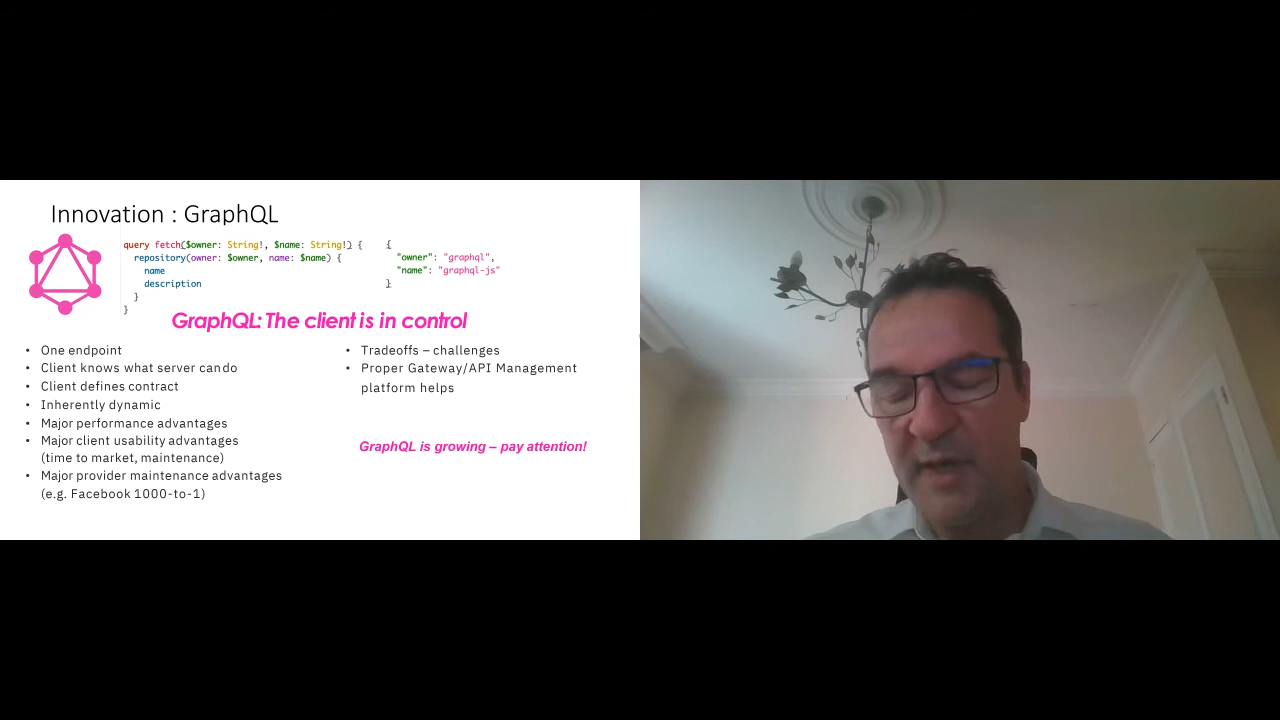 Innovation : GraphQL
query fetch($owner: String!, $name: String!) {
repository(owner: $owner, name: $name) {
name
description
}
}
{
"owner": "graphql",
"name": "graphql-js"
}
GraphQL: The client is in control
• One endpoint
• Client knows what server can do
• Client defines contract
• Inherently dynamic
• Major performance advantages
• Major client usability advantages
(time to market, maintenance)
• Major provider maintenance advantages
(e.g. Facebook 1000-to-1)
• Tradeoffs – challenges
• Proper Gateway/API Management
platform helps
GraphQL is growing – pay attention!